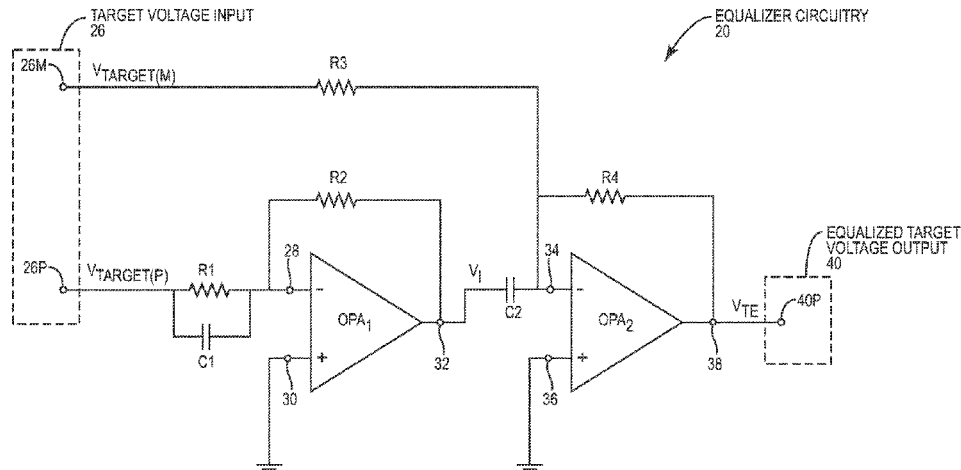 TARGET VOLTAGE INPUT
26
EQUALIZER CIRCUITRY
20
26M
VTARGET(M)
R3
R2
R4
EQUALIZED TARGET
VOLTAGE OUTPUT
40
26P
VTARGET(P)
R1
28
34
VI
40P
−
−
OPA1
C2
OPA2
VTE
C1
+
32
+
38
30
36